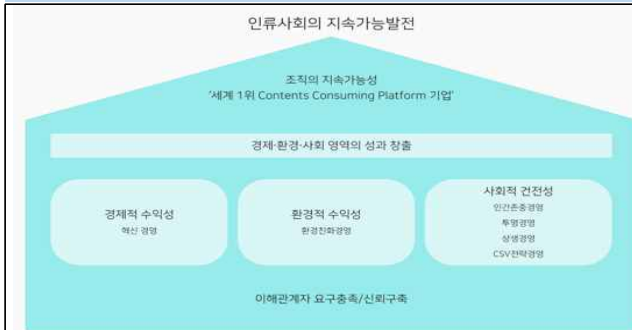 인류사회의 지속가능발전
조직의 지속가능성
'세계 1위 Contents Consuming Platform 기업'
경제·환경·사회 영역의 성과 창출
경제적 수익성
혁신 경영
환경적 수익성
환경친화경영
사회적 건전성
인간존중경영
투명경영
상생경영
CSV전략경영
이해관계자 요구충족/신뢰구축